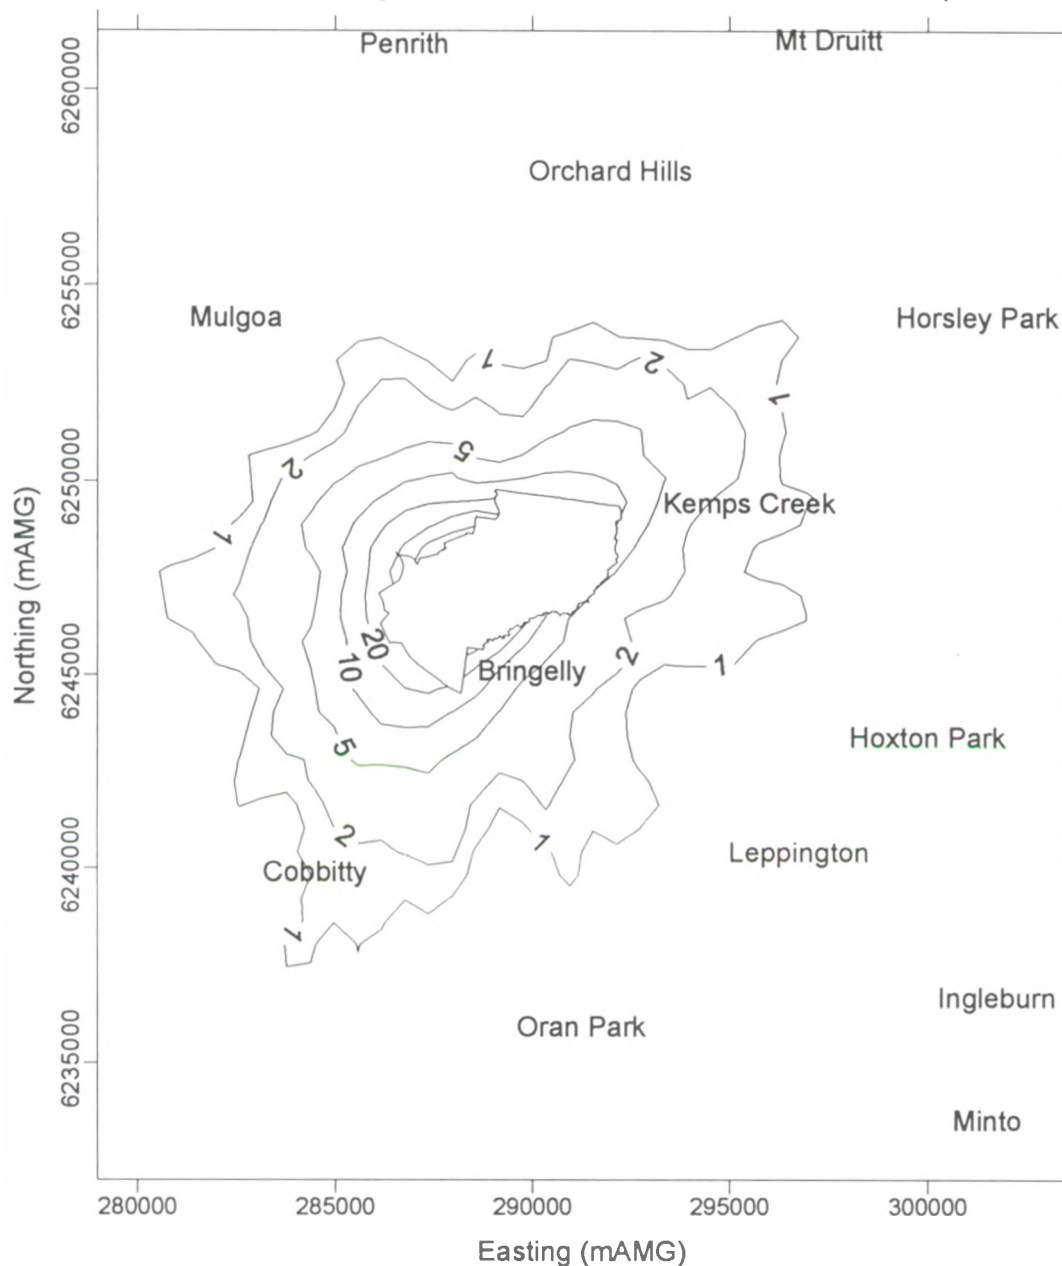 Penrith
Mt Druitt
Orchard Hills
Mulgoa
Horsley Park
1
2
1
5
2
Kemps Creek
1
20
10
2
1
Bringelly
5
Hoxton Park
2
1
Leppington
Cobbitty
1
Ingleburn
Oran Park
Minto
6260000
6255000
6250000
6245000
6240000
6235000
Northing (mAMG)
280000
285000
290000
295000
300000
Easting (mAMG)